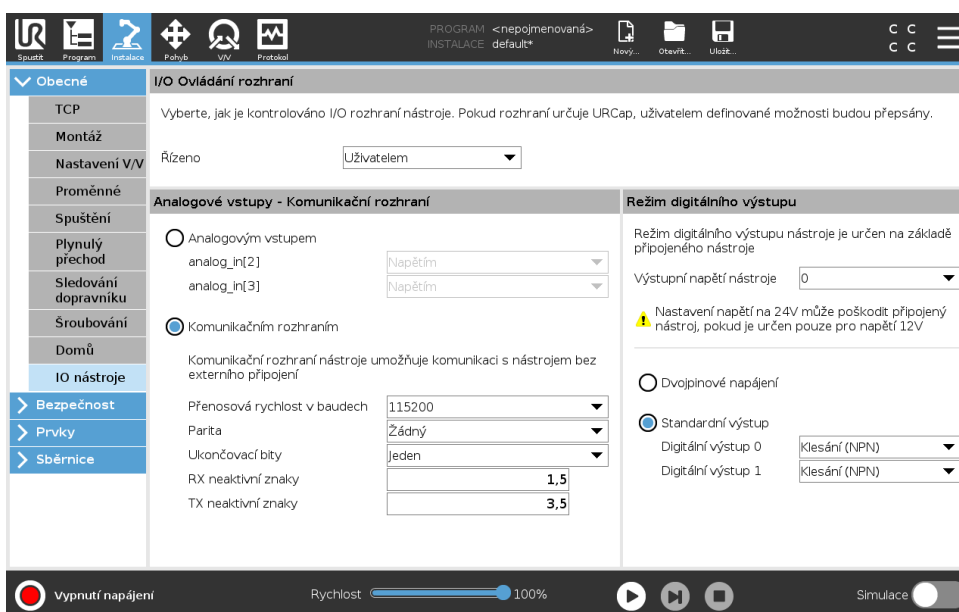 PROGRAM <nepojmenovaná>
INSTALACE default*
Spustit Program Instalace Pohyb V/V Protokol Nový... Otevřít... Uložit...
C C
C C
Obecné
TCP
Montáž
Nastavení V/V
Proměnné
Spuštění
Plynulý
přechod
Sledování
dopravníku
Šroubování
Domů
IO nástroje
Bezpečnost
Prvky
Sběrnice
I/O Ovládání rozhraní
Vyberte, jak je kontrolováno I/O rozhraní nástroje. Pokud rozhraní určuje URCap, uživatelem definované možnosti budou přepsány.
Řízeno Uživatelem
Analogové vstupy - Komunikační rozhraní
Analogovým vstupem
analog_in[2] Napětím
analog_in[3] Napětím
Komunikačním rozhraním
Komunikační rozhraní nástroje umožňuje komunikaci s nástrojem bez
externího připojení
Přenosová rychlost v baudech 115200
Parita Žádný
Ukončovací bity Jeden
RX neaktivní znaky 1,5
TX neaktivní znaky 3,5
Režim digitálního výstupu
Režim digitálního výstupu nástroje je určen na základě
připojeného nástroje
Výstupní napětí nástroje 0
Nastavení napětí na 24V může poškodit připojený
nástroj, pokud je určen pouze pro napětí 12V
Dvojpinové napájení
Standardní výstup
Digitální výstup 0 Klesání (NPN)
Digitální výstup 1 Klesání (NPN)
Vypnutí napájení Rychlost 100% Simulace